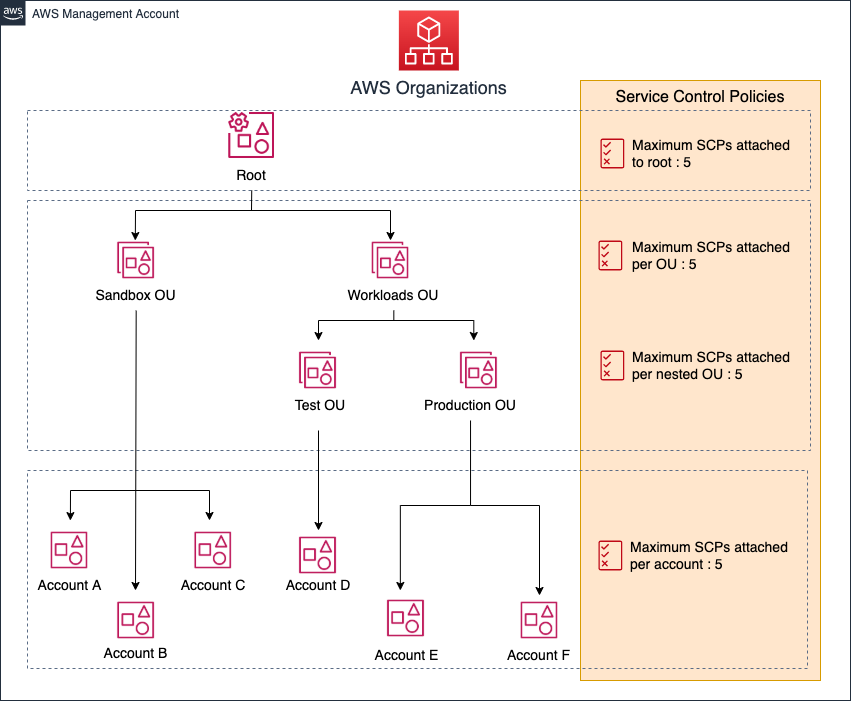 aws
AWS Management Account
AWS Organizations
Service Control Policies
Root
Maximum SCPs attached
to root : 5
Sandbox OU
Workloads OU
Maximum SCPs attached
per OU : 5
Test OU
Production OU
Maximum SCPs attached
per nested OU : 5
Account A
Account C
Account D
Maximum SCPs attached
per account : 5
Account B
Account E
Account F